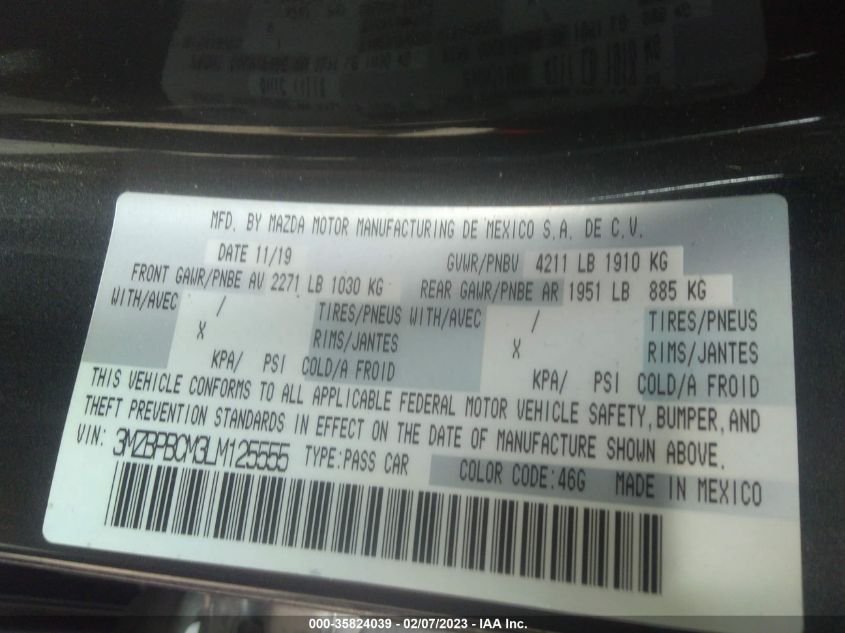 MFD. BY MAZDA MOTOR MANUFACTURING DE MEXICO S.A. DE C.V.
DATE 11/19 GVWR/PNBV 4211 LB 1910 KG
FRONT GAWR/PNBE AV 2271 LB 1030 KG REAR GAWR/PNBE AR 1951 LB 885 KG
WITH/AVEC / TIRES/PNEUS WITH/AVEC / TIRES/PNEUS
X RIMS/JANTES X RIMS/JANTES
KPA/ PSI COLD/A FROID KPA/ PSI COLD/A FROID
THIS VEHICLE CONFORMS TO ALL APPLICABLE FEDERAL MOTOR VEHICLE SAFETY, BUMPER, AND
THEFT PREVENTION STANDARDS IN EFFECT ON THE DATE OF MANUFACTURE SHOWN ABOVE.
VIN: 3MZBPBCM3LM125555 TYPE:PASS CAR COLOR CODE:46G MADE IN MEXICO
000-35824039 - 02/07/2023 - IAA Inc.